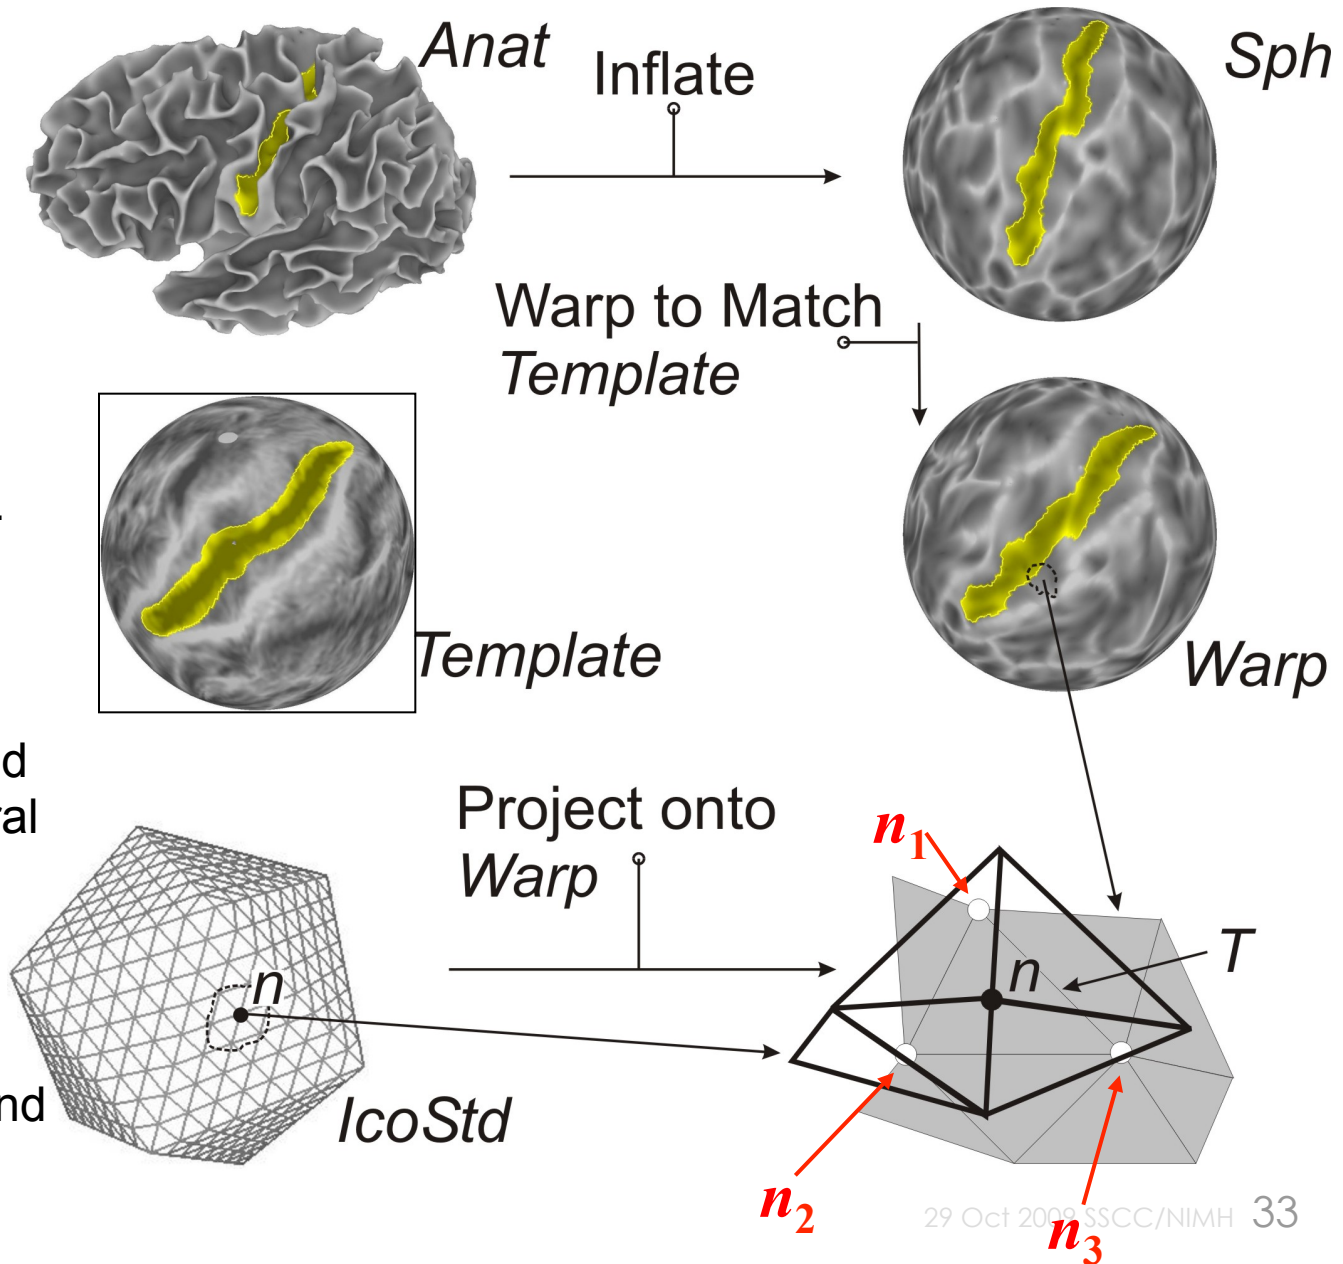 Anat
Inflate
Sph
Warp to Match
Template
Template
Warp
d
ral
Project onto
Warp
n1
T
n
n
nd
IcoStd
n2
29 Oct 2009 SSCC/NIMH 33
n3